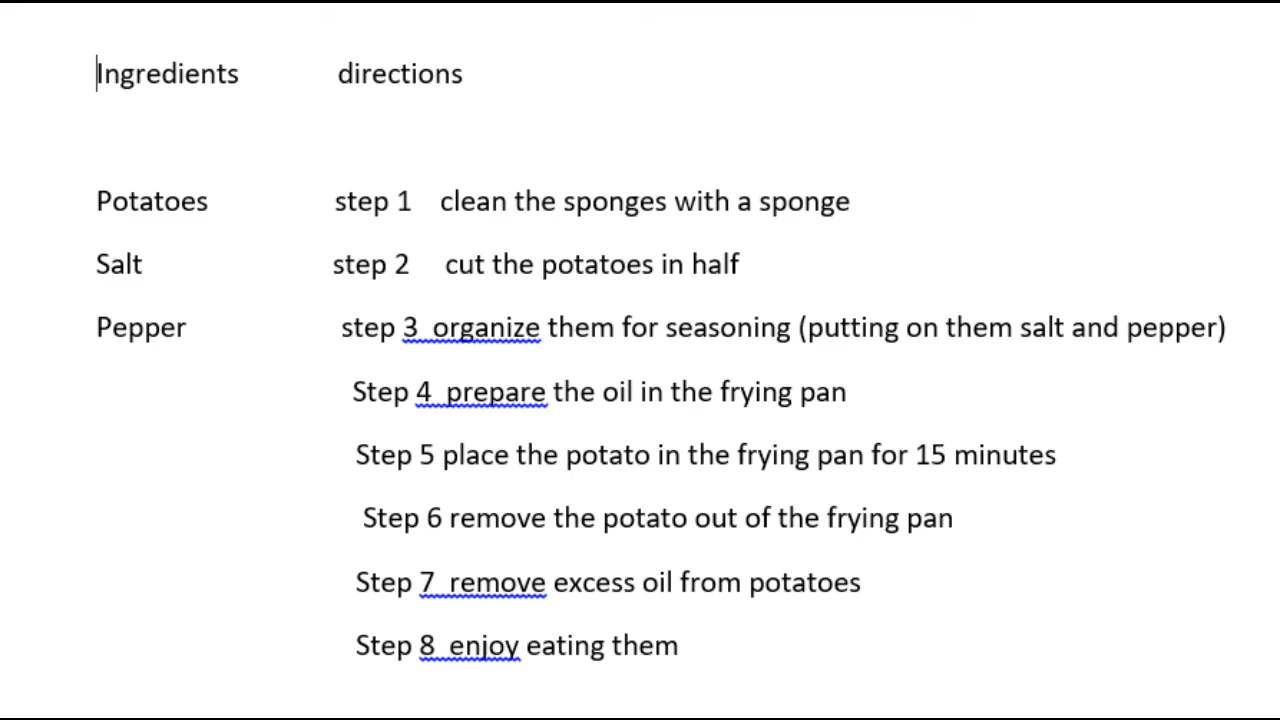 Ingredients directions
Potatoes step 1 clean the sponges with a sponge
Salt step 2 cut the potatoes in half
Pepper step 3 organize them for seasoning (putting on them salt and pepper)
Step 4 prepare the oil in the frying pan
Step 5 place the potato in the frying pan for 15 minutes
Step 6 remove the potato out of the frying pan
Step 7 remove excess oil from potatoes
Step 8 enjoy eating them